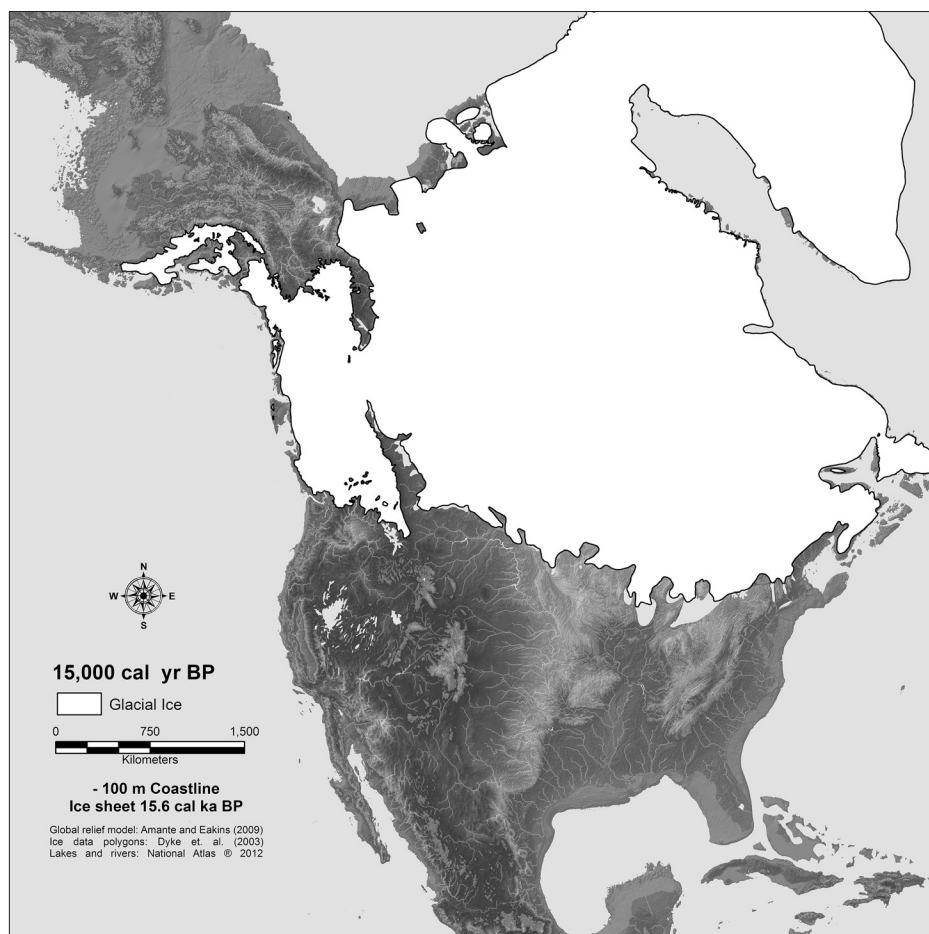 N
W E
S
15,000 cal yr BP
Glacial Ice
0 750 1,500
Kilometers
- 100 m Coastline
Ice sheet 15.6 cal ka BP
Global relief model: Amante and Eakins (2009)
Ice data polygons: Dyke et. al. (2003)
Lakes and rivers: National Atlas ® 2012